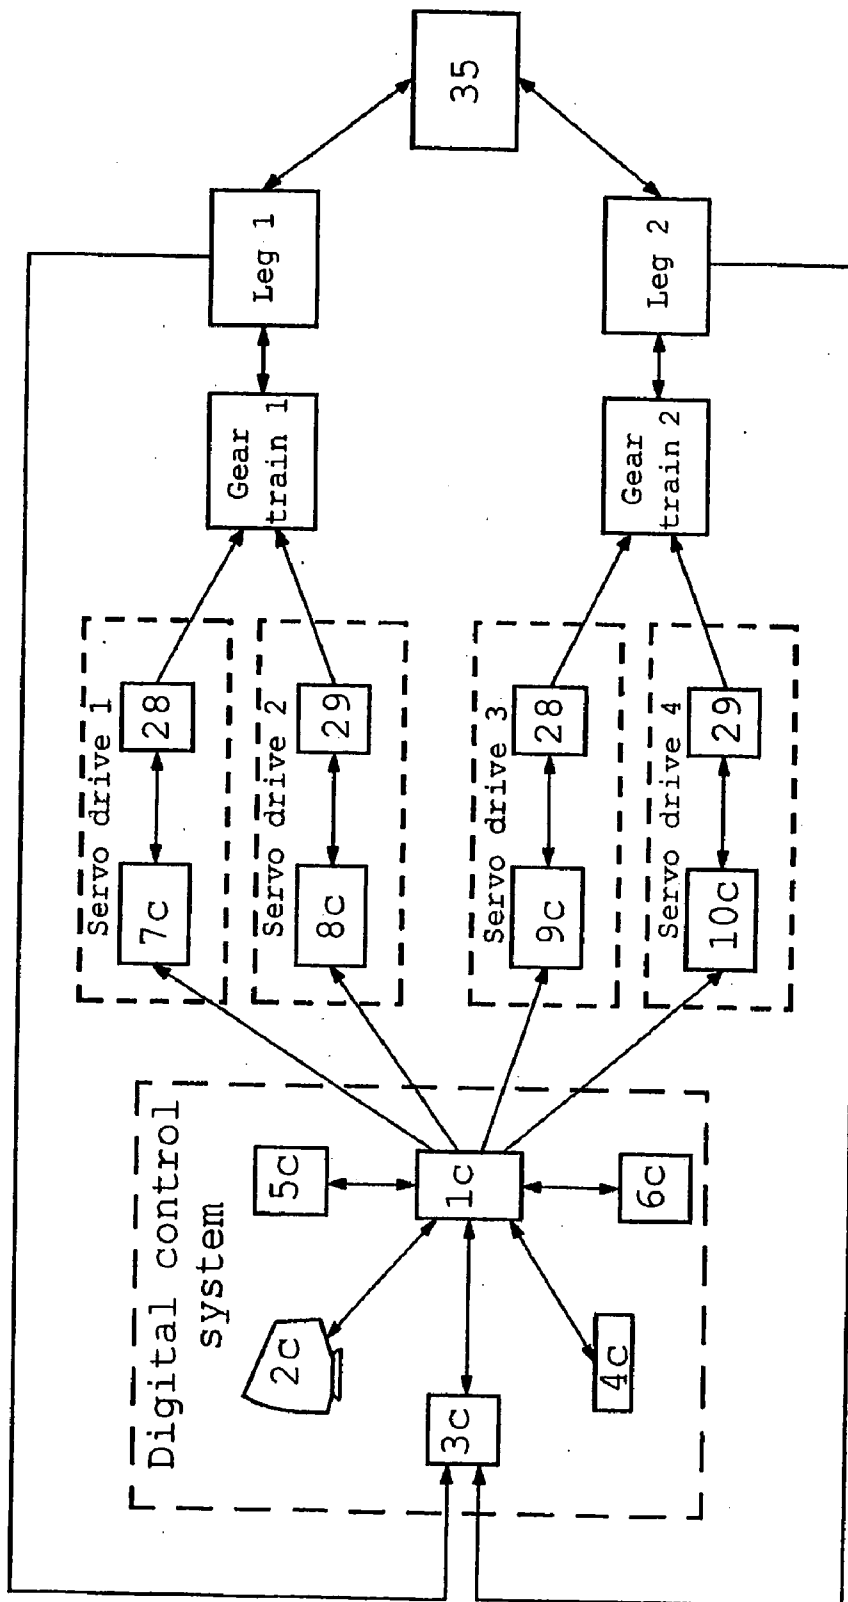 Digital control
system
2c
3c
4c
5c
1c
6c
Servo drive 1
7c
28
Servo drive 2
8c
29
Servo drive 3
9c
28
Servo drive 4
10c
29
Gear
train 1
Gear
train 2
Leg 1
Leg 2
35